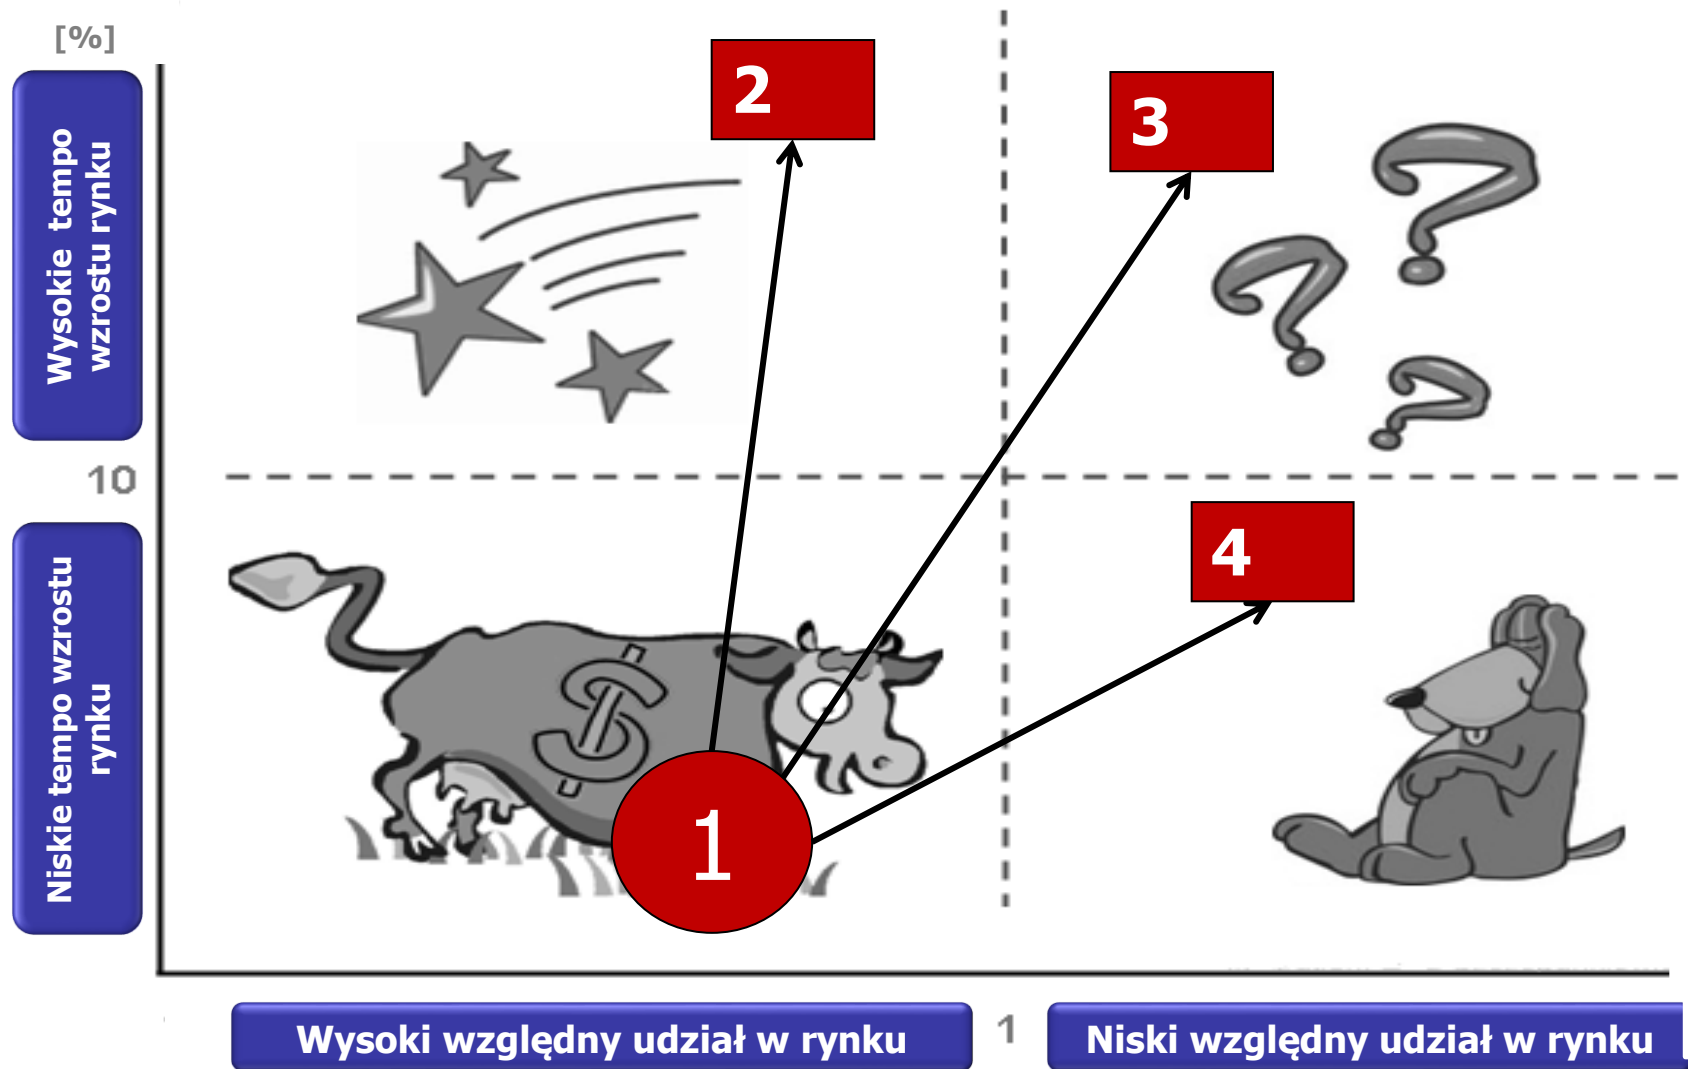 [%]
Wysokie tempo
wzrostu rynku
2
3
10
Niskie tempo wzrostu
rynku
4
1
Wysoki względny udział w rynku
1
Niski względny udział w rynku